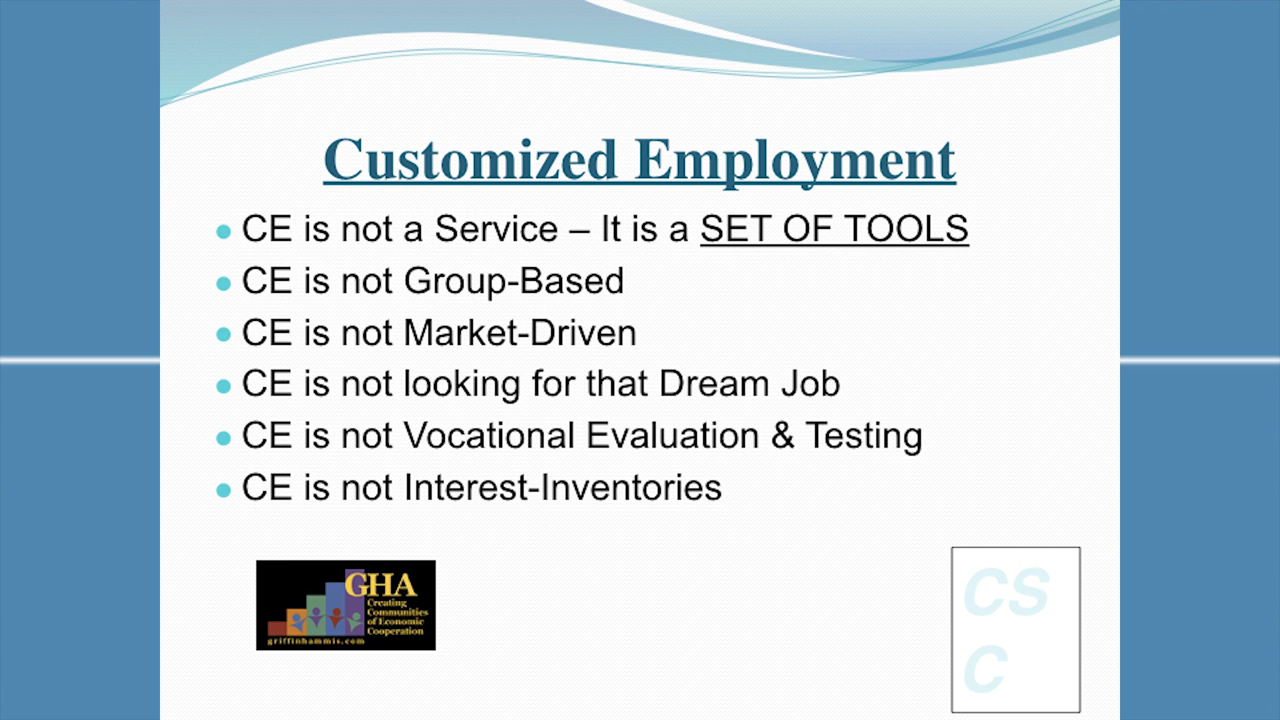 Customized Employment
CE is not a Service – It is a SET OF TOOLS
CE is not Group-Based
CE is not Market-Driven
CE is not looking for that Dream Job
CE is not Vocational Evaluation & Testing
CE is not Interest-Inventories
GHA
Creating
Communities
of Economic
Cooperation
griffinhammis.com
CS
C